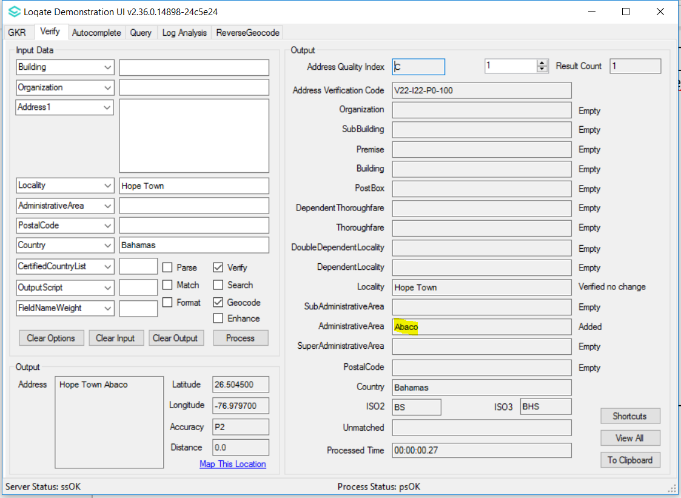 Loqate Demonstration UI v2.36.0.14898-24c5e24
GKR Verify Autocomplete Query Log Analysis ReverseGeocode
Input Data
Building
Organization
Address1
Locality Hope Town
AdministrativeArea
PostalCode
Country Bahamas
CertifiedCountryList Parse Verify
OutputScript Match Search
FieldNameWeight Format Geocode
Enhance
Clear Options Clear Input Clear Output Process
Output
Address Hope Town Abaco Latitude 26.504500
Longitude -76.979700
Accuracy P2
Distance 0.0
Map This Location
Output
Address Quality Index C 1 Result Count 1
Address Verification Code V22-I22-P0-100
Organization Empty
SubBuilding Empty
Premise Empty
Building Empty
PostBox Empty
DependentThoroughfare Empty
Thoroughfare Empty
DoubleDependentLocality Empty
DependentLocality Empty
Locality Hope Town Verified no change
SubAdministrativeArea Empty
AdministrativeArea Abaco Added
SuperAdministrativeArea Empty
PostalCode Empty
Country Bahamas
ISO2 BS ISO3 BHS
Unmatched
Processed Time 00:00:00.27
Shortcuts
View All
To Clipboard
Server Status: ssOK Process Status: psOK